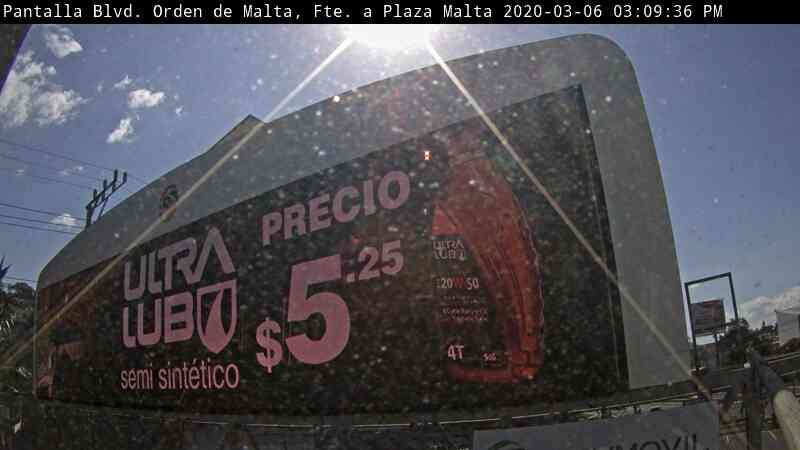 Pantalla Blvd. Orden de Malta, Fte. a Plaza Malta 2020-03-06 03:09:36 PM
ULTRA
LUB
semi sintético
PRECIO
$5.25
ULTRA
LUB
20W50
4T